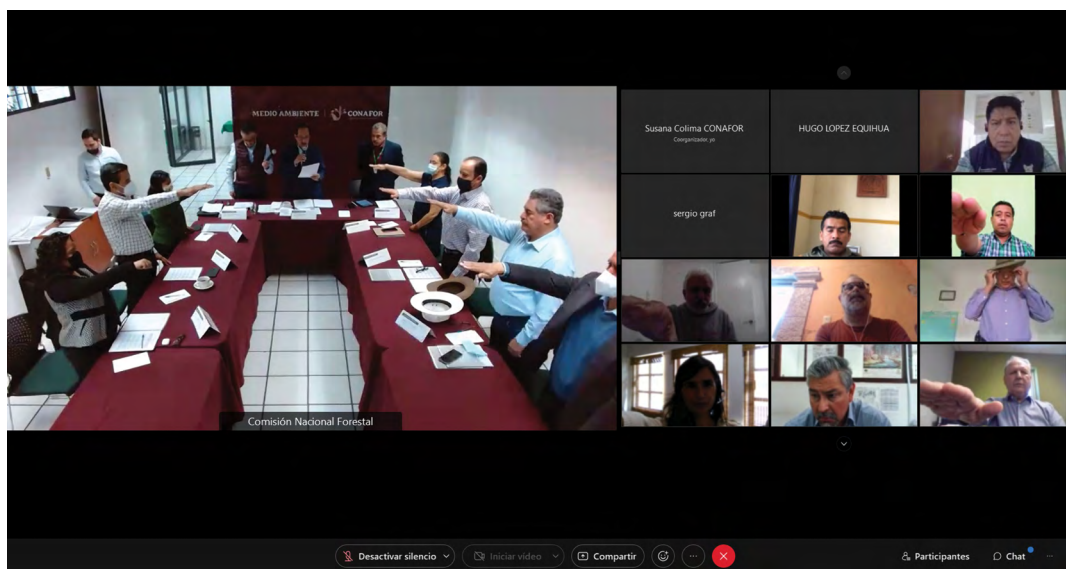 MEDIO AMBIENTE
CONAFOR
Comisión Nacional Forestal
Susana Colima CONAFOR
Coorganizador, yo
HUGO LOPEZ EQUIHUA
sergio graf
Desactivar silencio
Iniciar vídeo
Compartir
Participantes
Chat